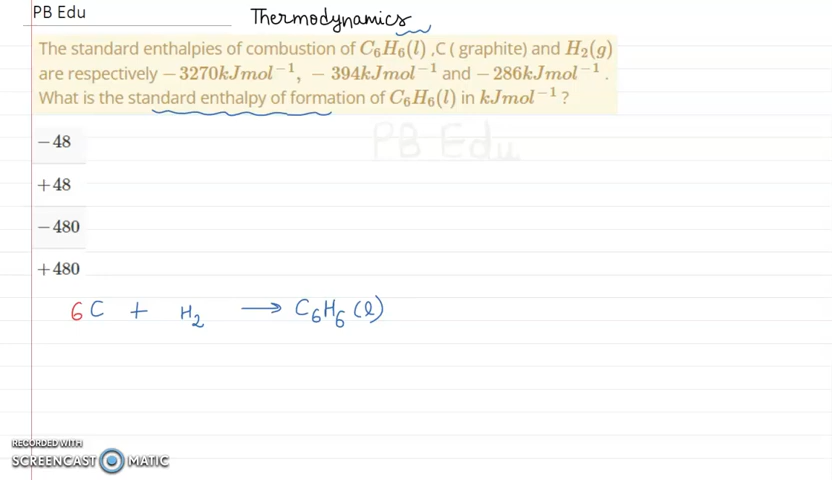 PB Edu
Thermodynamics
The standard enthalpies of combustion of C₆H₆(l) ,C ( graphite) and H₂(g)
are respectively −3270kJmol⁻¹, −394kJmol⁻¹ and −286kJmol⁻¹ .
What is the standard enthalpy of formation of C₆H₆(l) in kJmol⁻¹ ?
PB Edu
−48
+48
−480
+480
6C + H₂ ⟶ C₆H₆ (l)
RECORDED WITH
SCREENCAST MATIC